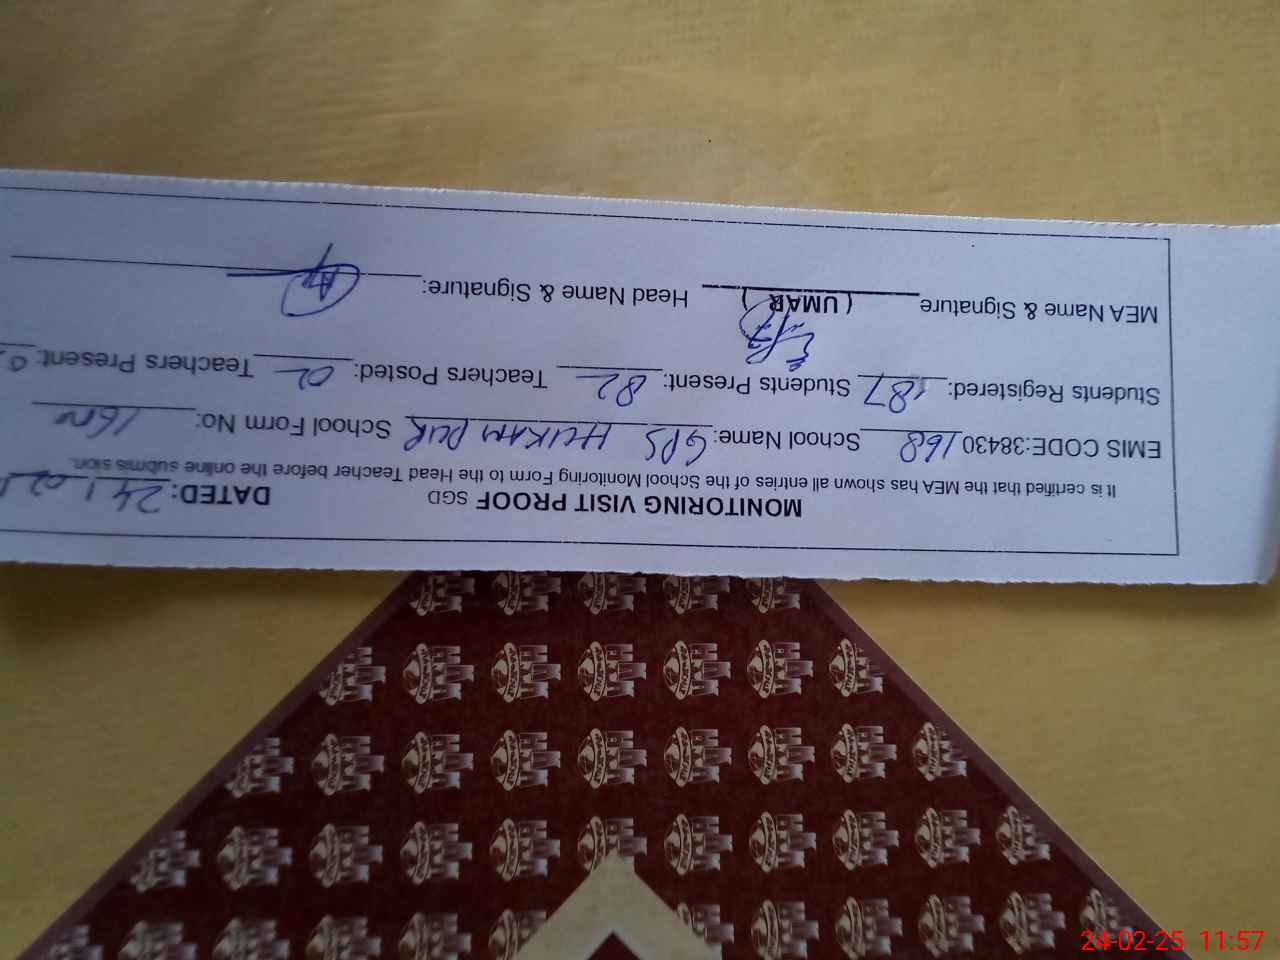 MONITORING VISIT PROOF SGD DATED: 24/02
It is certified that the MEA has shown all entries of the School Monitoring Form to the Head Teacher before the online submis sion.
EMIS CODE:38430168 School Name: GPS HUKAM PUR School Form No:
Students Registered: 187 Students Present: 82 Teachers Posted: 02 Teachers Present:
MEA Name & Signature (UMAR) Head Name & Signature:
24-02-25 11:57